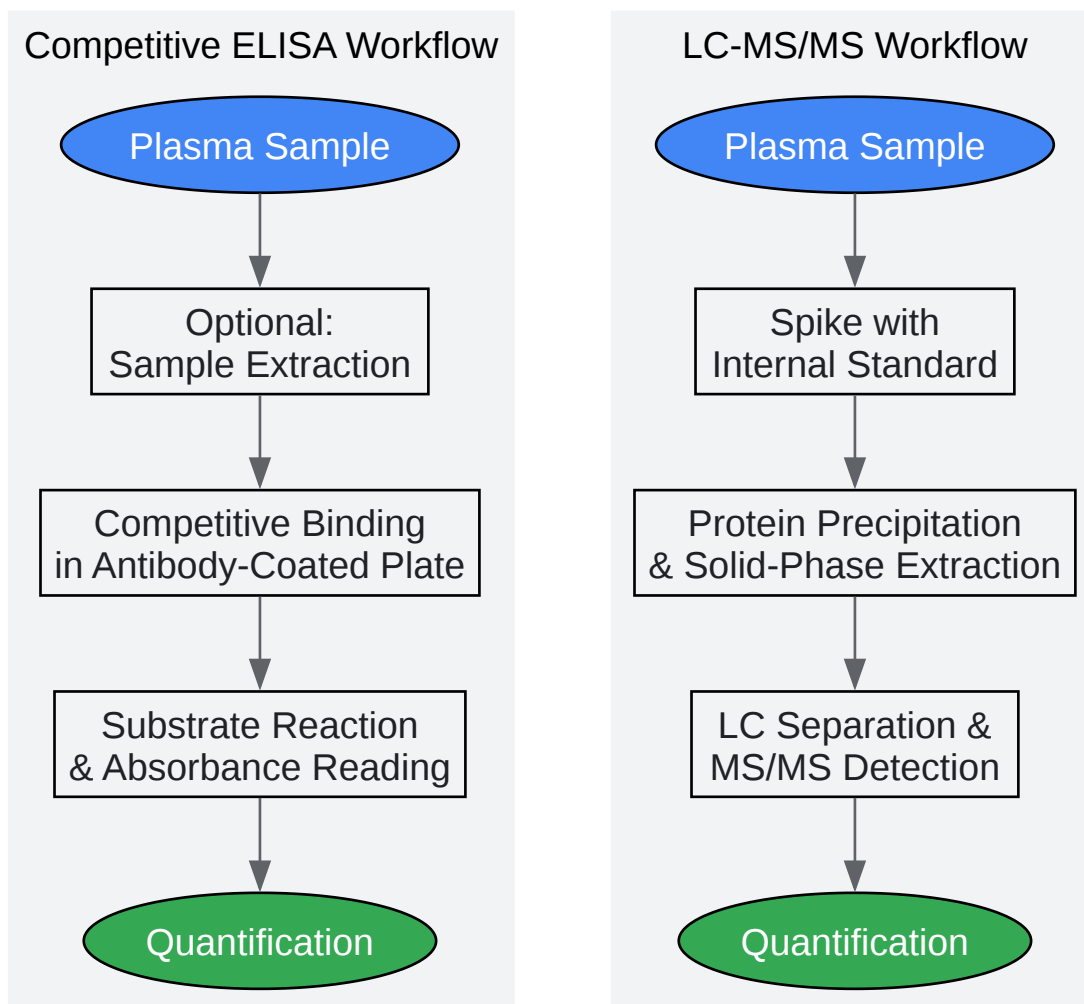 Competitive ELISA Workflow
Plasma Sample
Optional:
Sample Extraction
Competitive Binding
in Antibody-Coated Plate
Substrate Reaction
& Absorbance Reading
Quantification
LC-MS/MS Workflow
Plasma Sample
Spike with
Internal Standard
Protein Precipitation
& Solid-Phase Extraction
LC Separation &
MS/MS Detection
Quantification